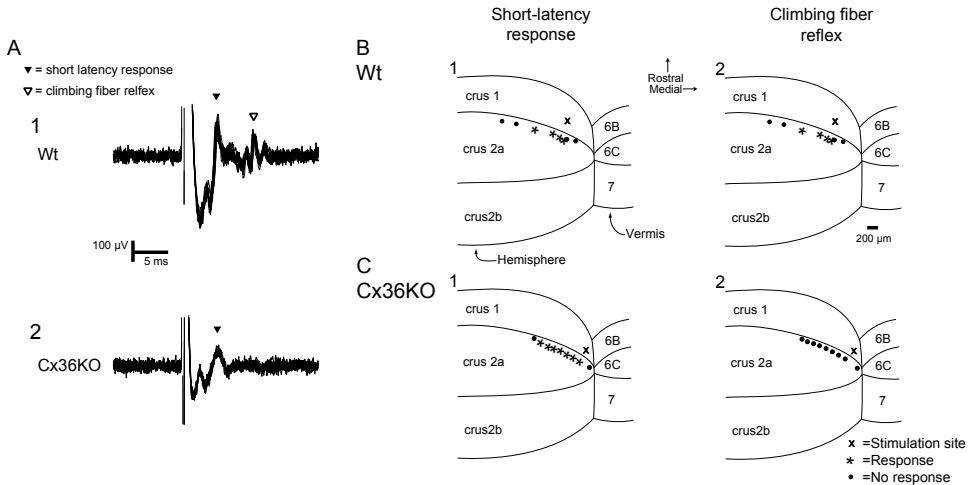 A
▼ = short latency response
▽ = climbing fiber relfex
1
Wt
100 µV
5 ms
2
Cx36KO
Short-latency
response
Climbing fiber
reflex
B
Wt
Rostral
Medial
1
crus 1
crus 2a
crus2b
6B
6C
7
Vermis
Hemisphere
2
crus 1
crus 2a
crus2b
6B
6C
7
200 µm
C
Cx36KO
1
crus 1
crus 2a
crus2b
6B
6C
7
2
crus 1
crus 2a
crus2b
6B
6C
7
x =Stimulation site
* =Response
• =No response